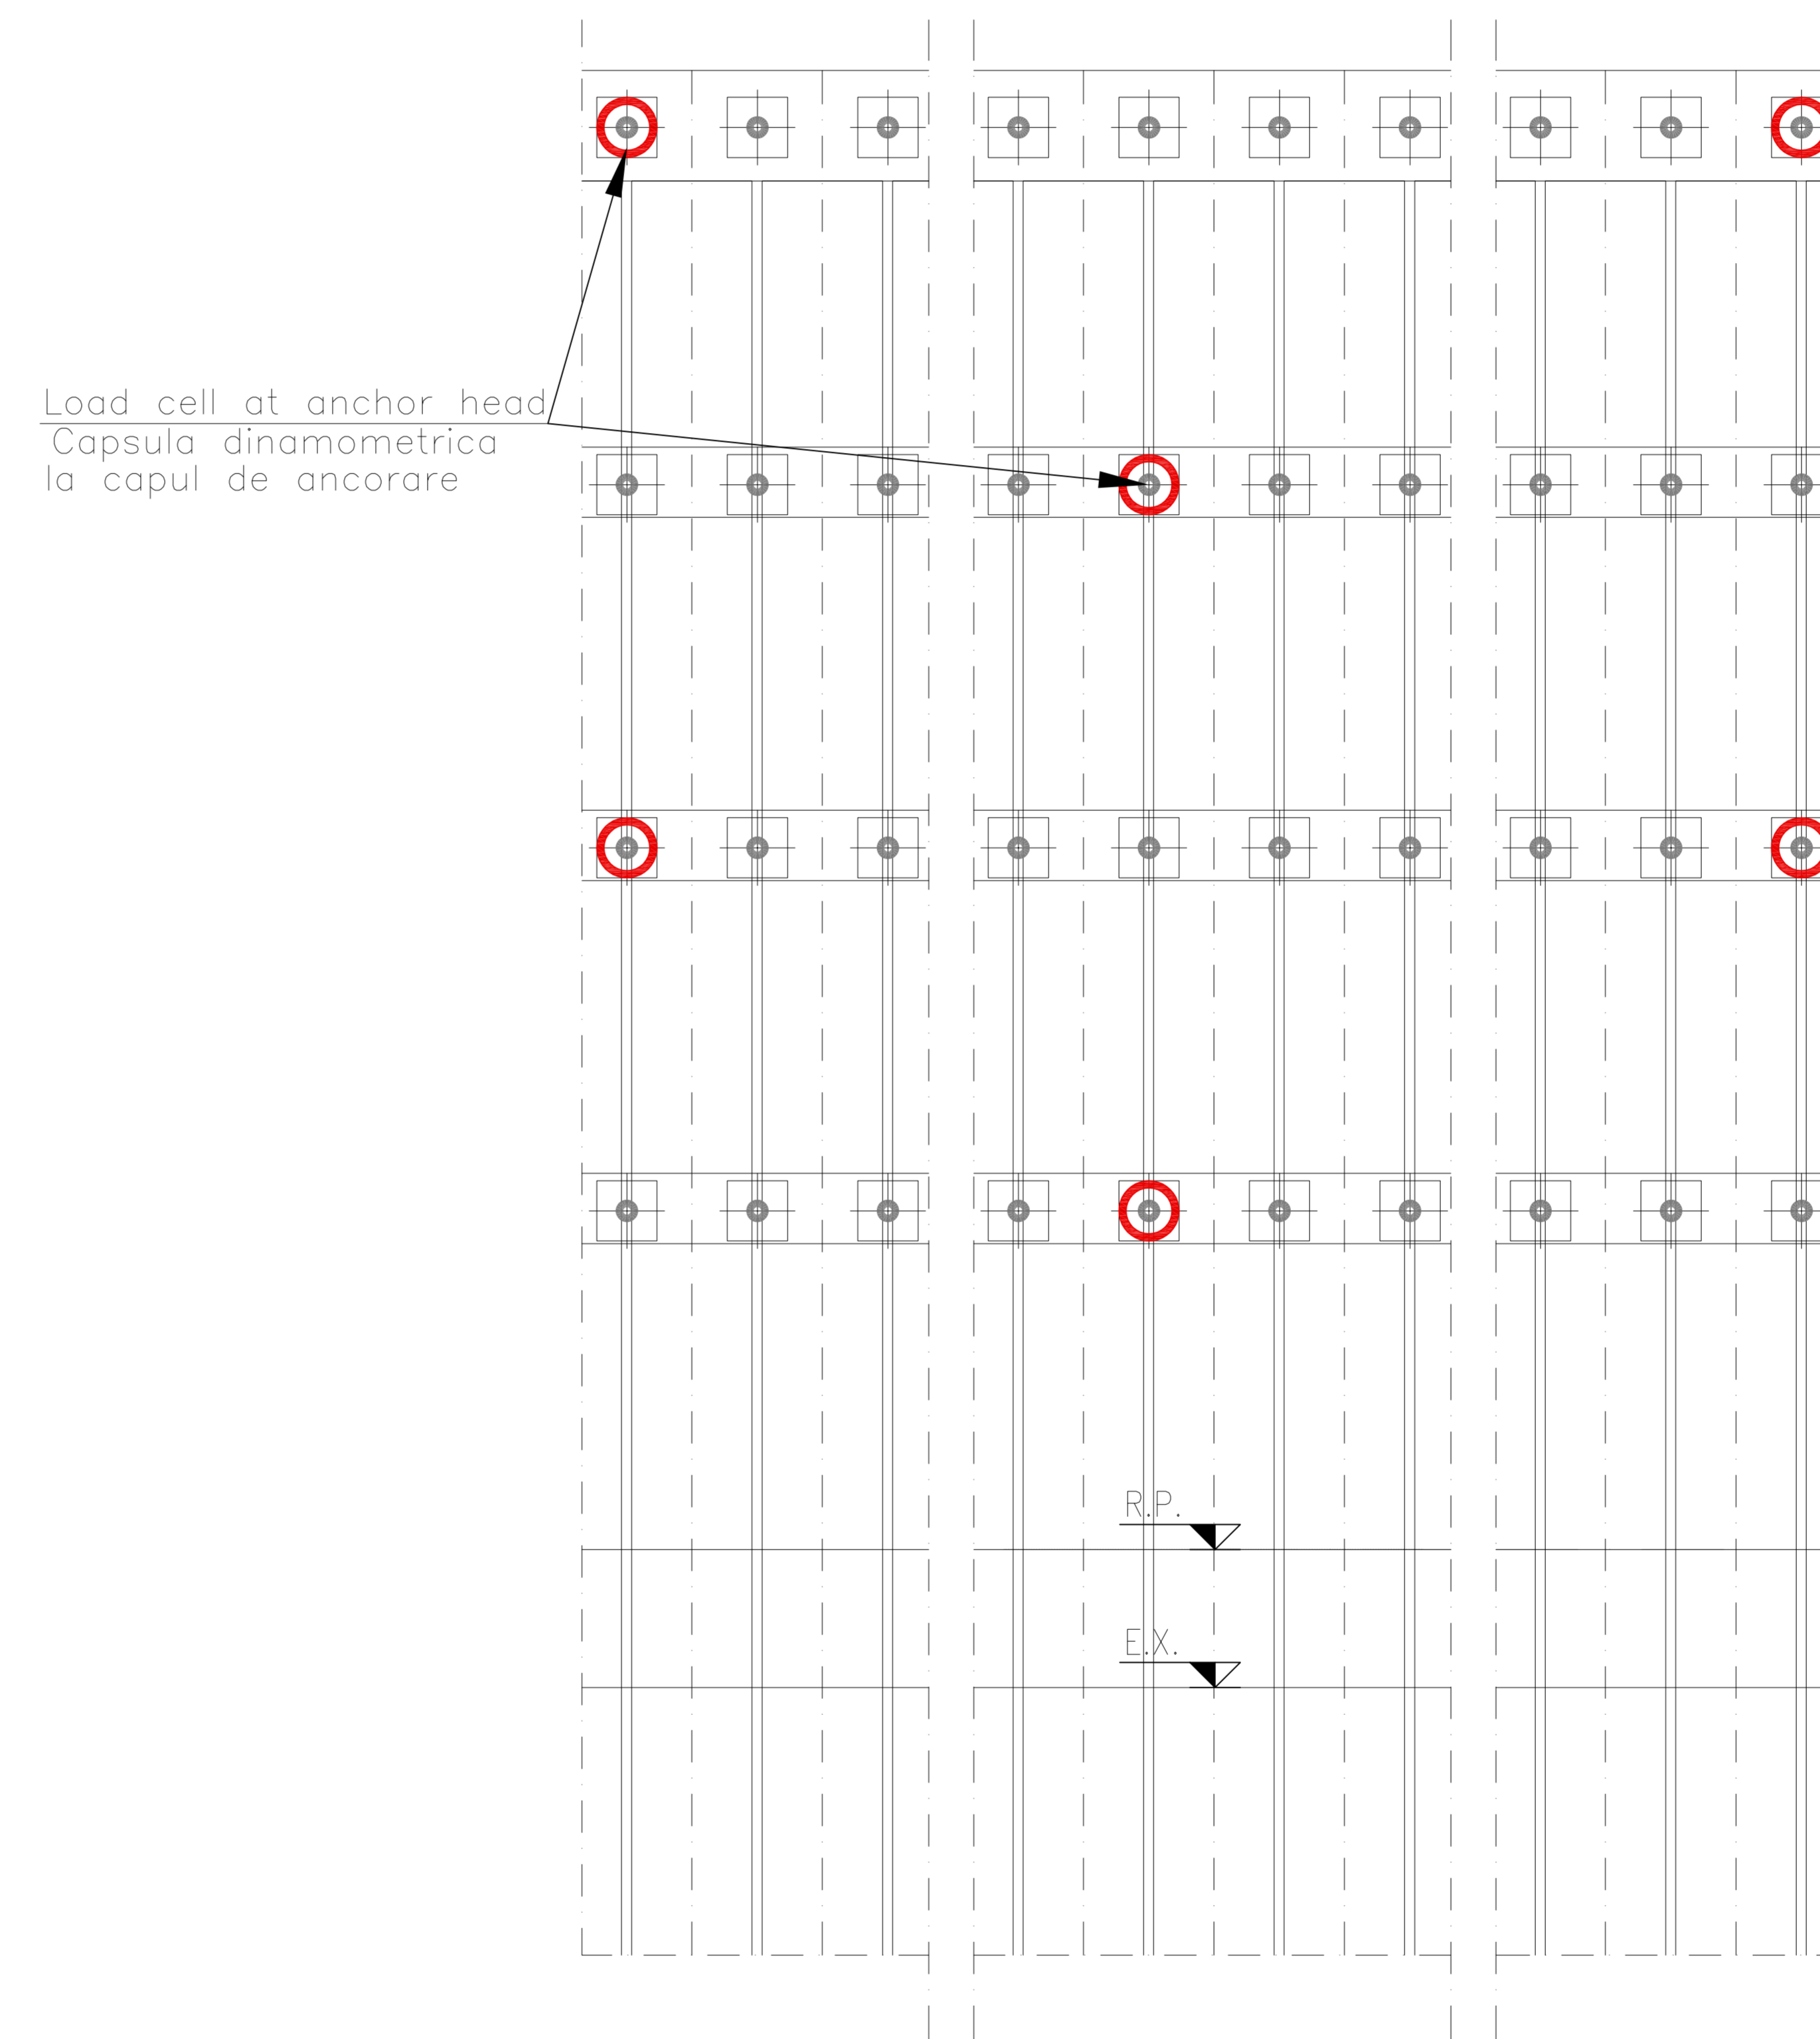 Load cell at anchor head
Capsula dinamometrica
la capul de ancorare
R.P.
E.X.